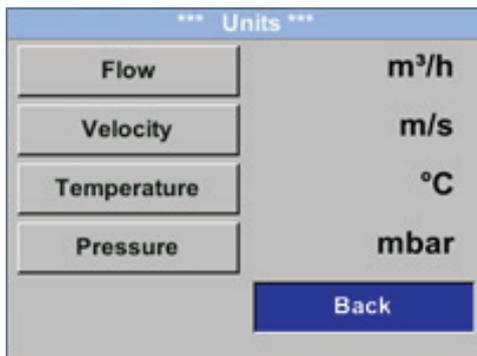 *** Units ***
Flow m³/h
Velocity m/s
Temperature °C
Pressure mbar
Back